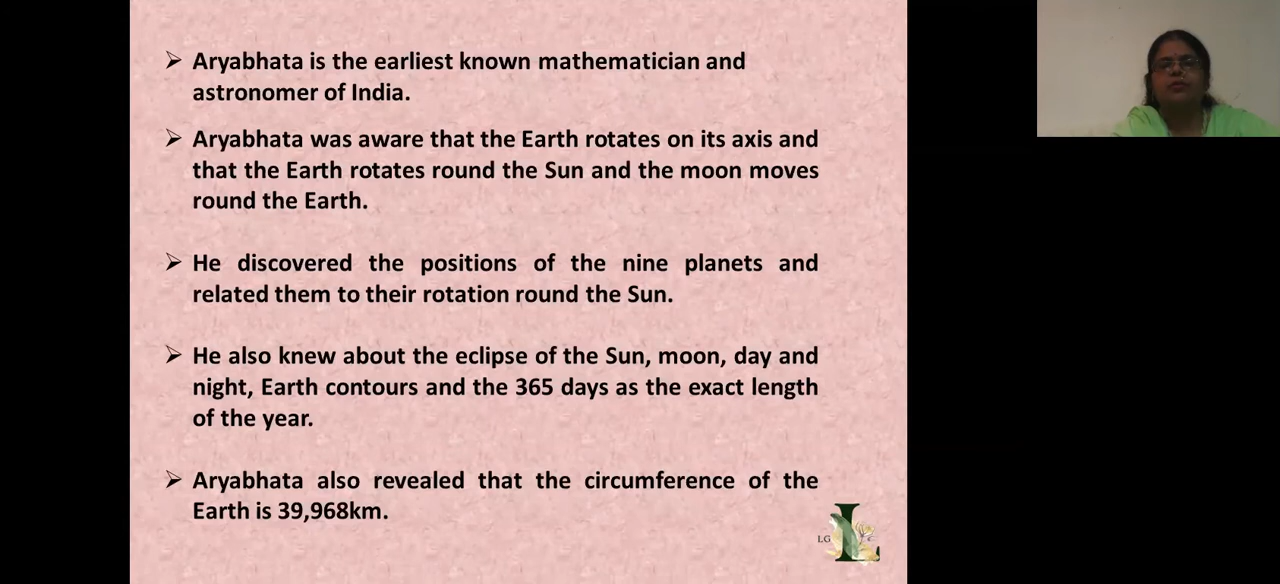 Aryabhata is the earliest known mathematician and
astronomer of India.
Aryabhata was aware that the Earth rotates on its axis and
that the Earth rotates round the Sun and the moon moves
round the Earth.
He discovered the positions of the nine planets and
related them to their rotation round the Sun.
He also knew about the eclipse of the Sun, moon, day and
night, Earth contours and the 365 days as the exact length
of the year.
Aryabhata also revealed that the circumference of the
Earth is 39,968km.
LG L